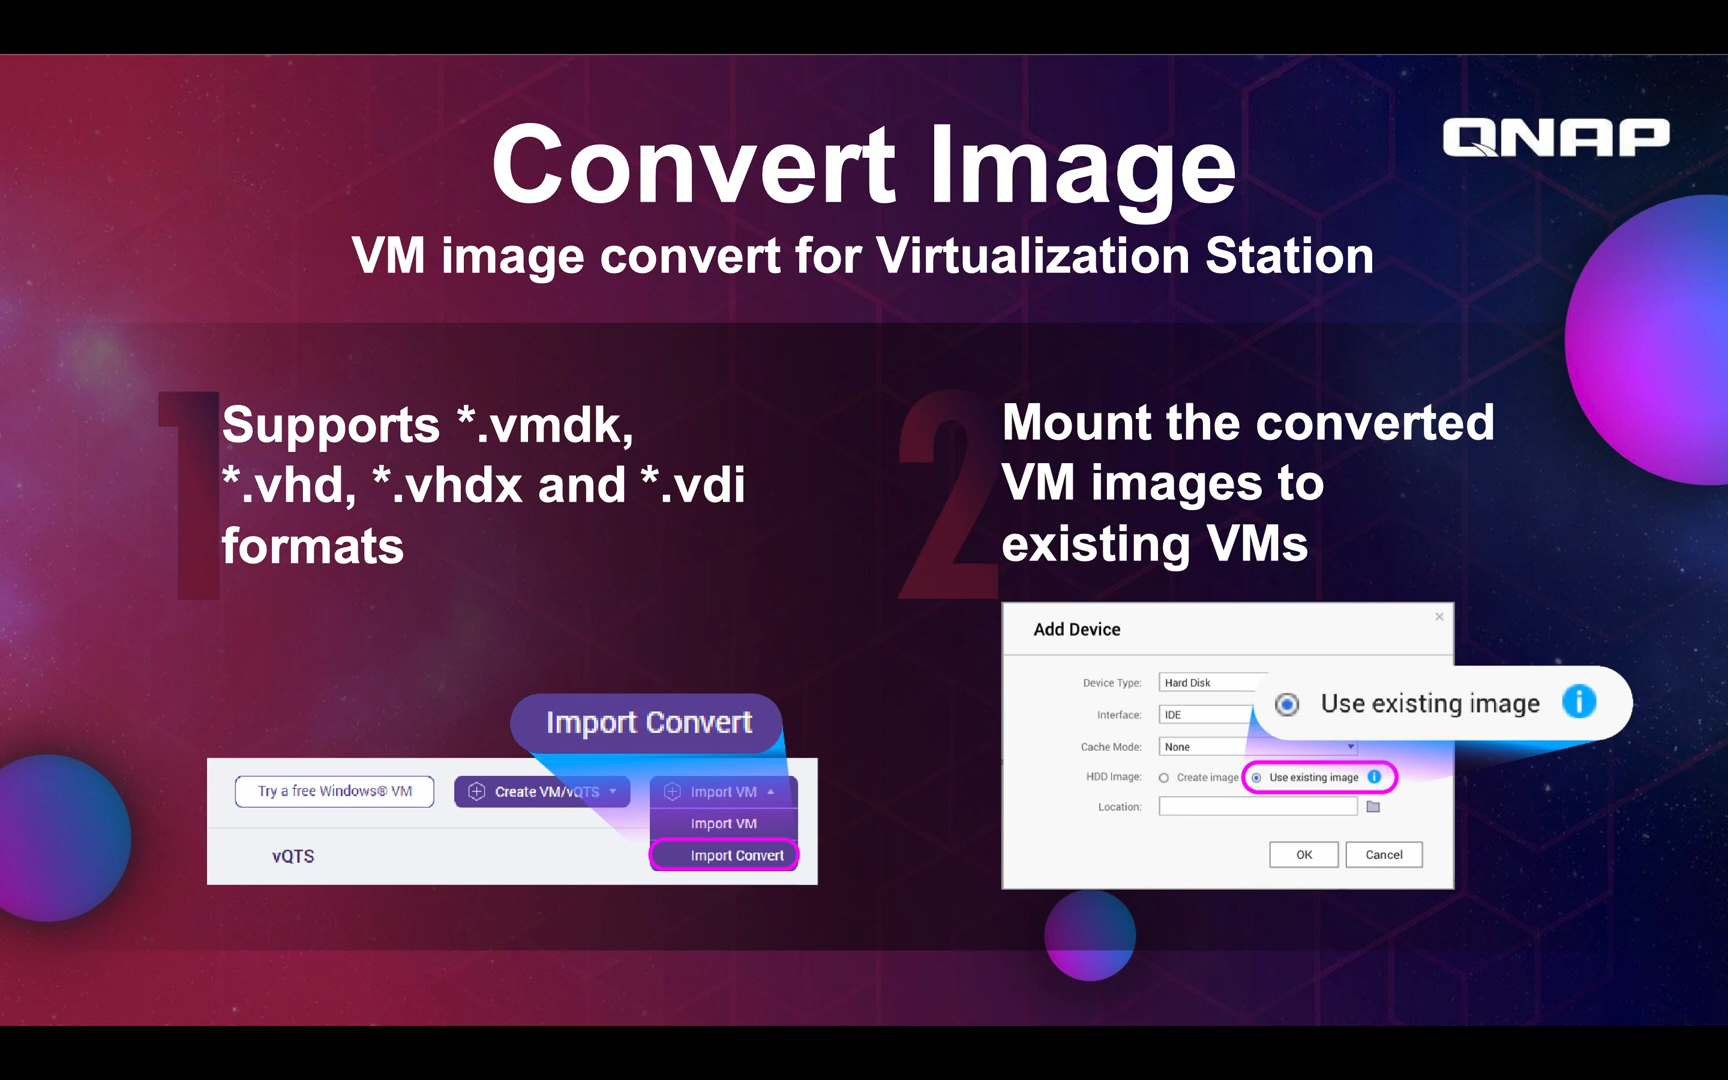 QNAP
Convert Image
VM image convert for Virtualization Station
1
Supports *.vmdk,
*.vhd, *.vhdx and *.vdi
formats
Import Convert
Try a free Windows® VM
Create VM/vQTS
Import VM
Import VM
Import Convert
vQTS
2
Mount the converted
VM images to
existing VMs
Add Device
Device Type: Hard Disk
Use existing image
Interface: IDE
Cache Mode: None
HDD Image: Create image Use existing image
Location:
OK Cancel